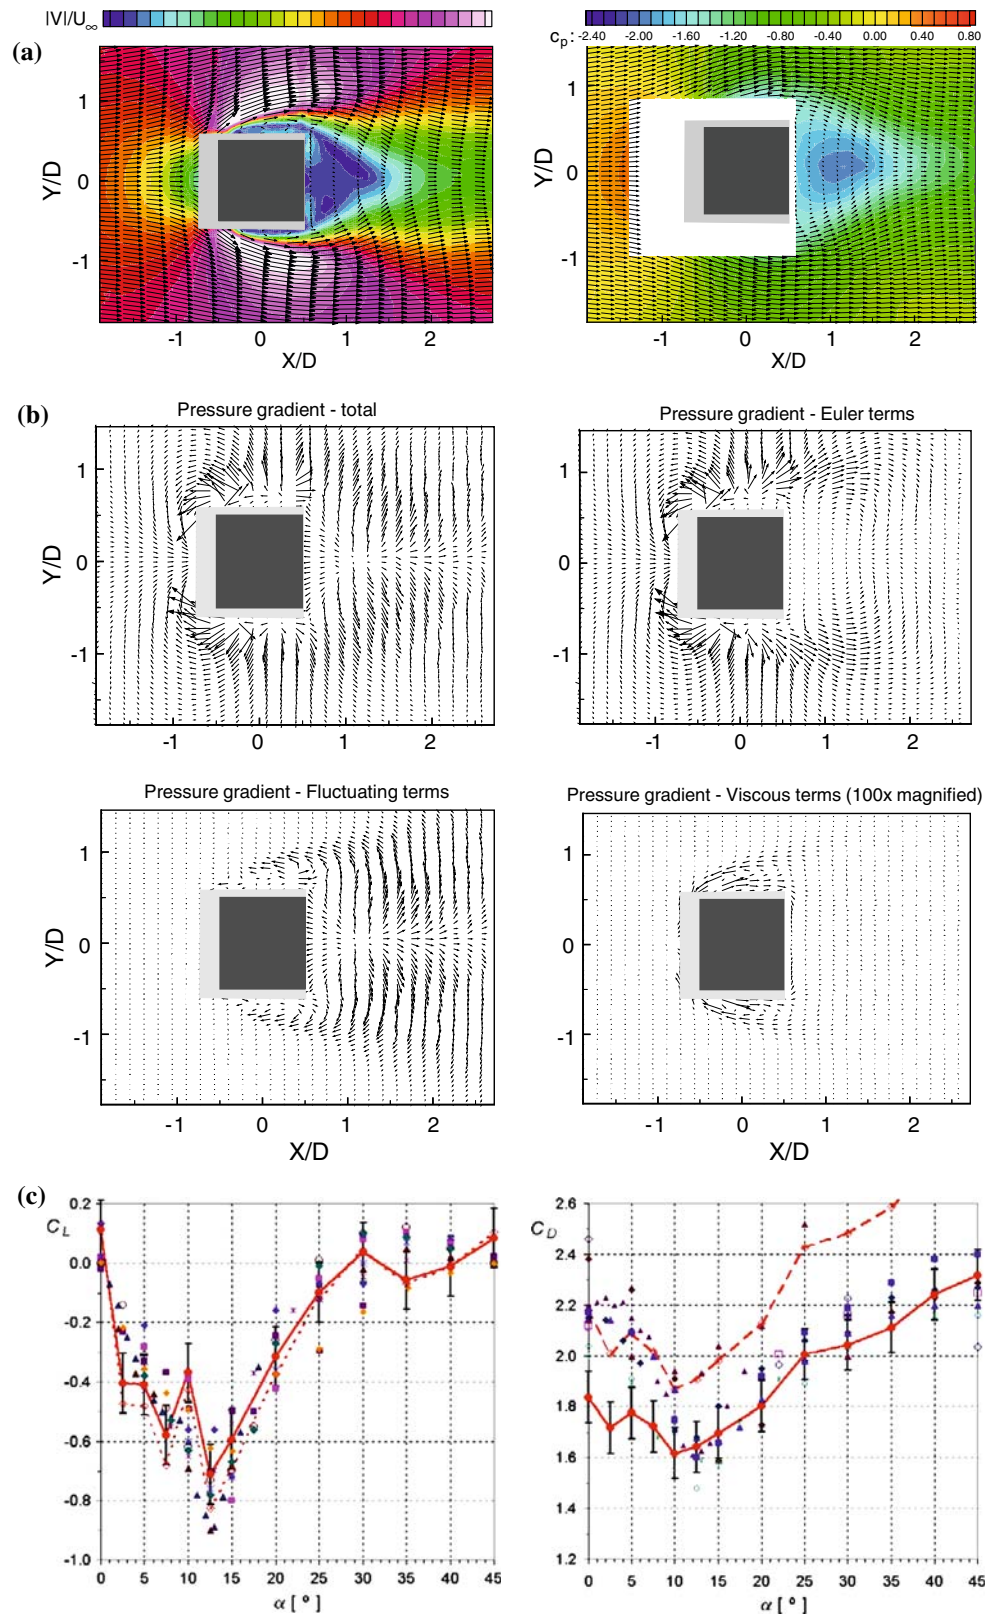 |V|/U∞
cp: -2.40 -2.00 -1.60 -1.20 -0.80 -0.40 0.00 0.40 0.80
(a)
Y/D
1
0
-1
-1 0 1 2
X/D
Y/D
1
0
-1
-1 0 1 2
X/D
(b)
Pressure gradient - total
Y/D
1
0
-1
-1 0 1 2
Pressure gradient - Euler terms
1
0
-1
-1 0 1 2
Pressure gradient - Fluctuating terms
Y/D
1
0
-1
-1 0 1 2
X/D
Pressure gradient - Viscous terms (100x magnified)
1
0
-1
-1 0 1 2
X/D
(c)
CL
0.2
0.0
-0.2
-0.4
-0.6
-0.8
-1.0
0 5 10 15 20 25 30 35 40 45
α [ º ]
CD
2.6
2.4
2.2
2.0
1.8
1.6
1.4
1.2
0 5 10 15 20 25 30 35 40 45
α [ º ]